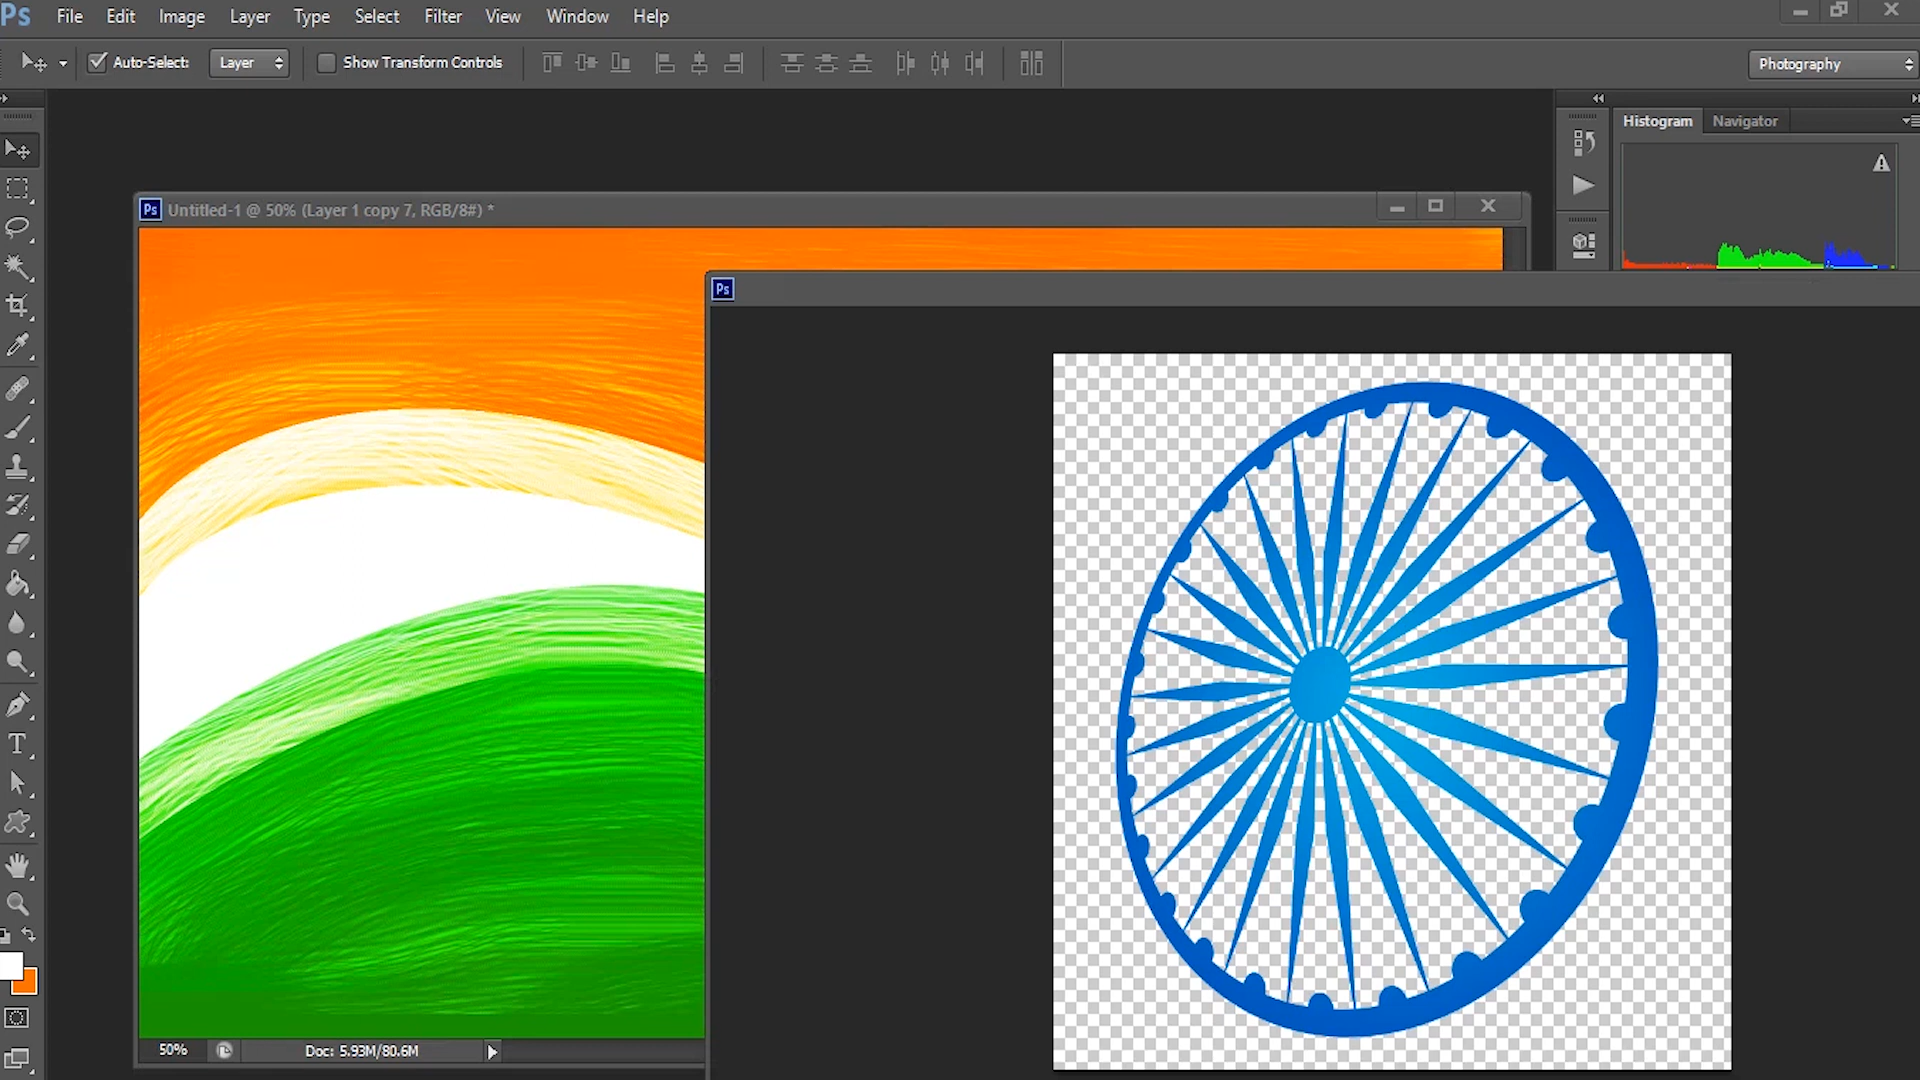 Ps File Edit Image Layer Type Select Filter View Window Help
Auto-Select: Layer Show Transform Controls Photography
Histogram Navigator
Ps Untitled-1 @ 50% (Layer 1 copy 7, RGB/8#) *
Ps
T
50% Doc: 5.93M/80.6M